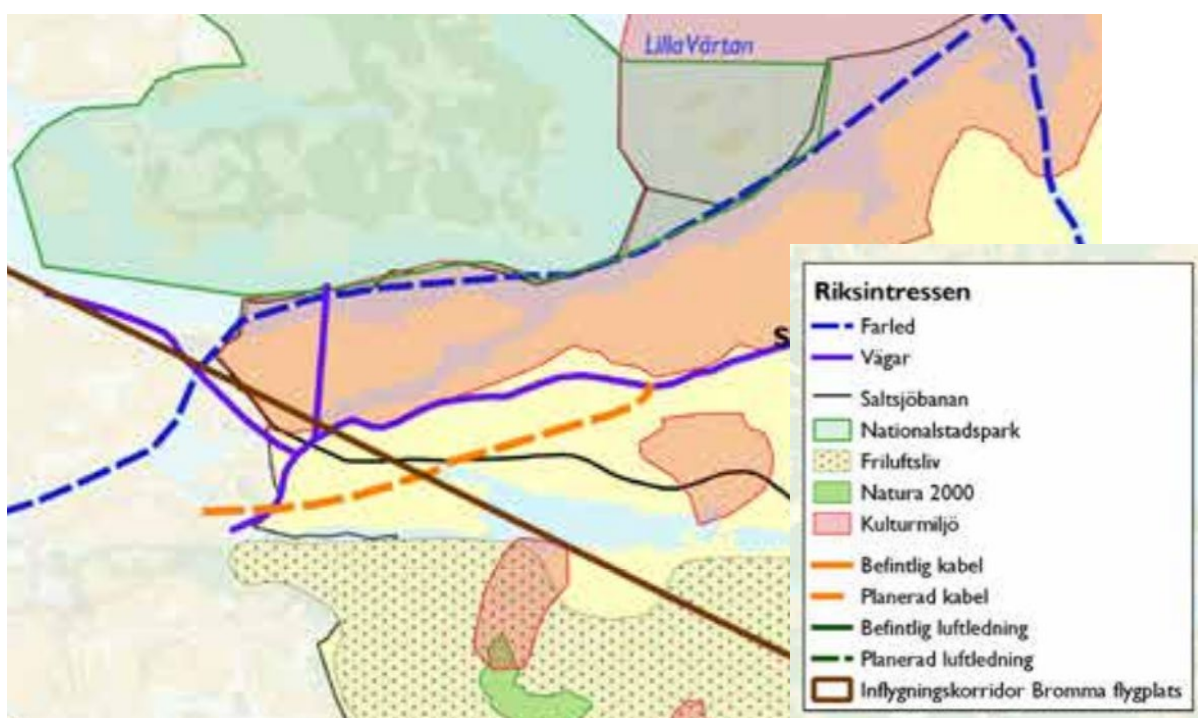 Lilla Värtan
S
Riksintressen
Farled
Vägar
Saltsjöbanan
Nationalstadspark
Friluftsliv
Natura 2000
Kulturmiljö
Befintlig kabel
Planerad kabel
Befintlig luftledning
Planerad luftledning
Inflygningskorridor Bromma flygplats